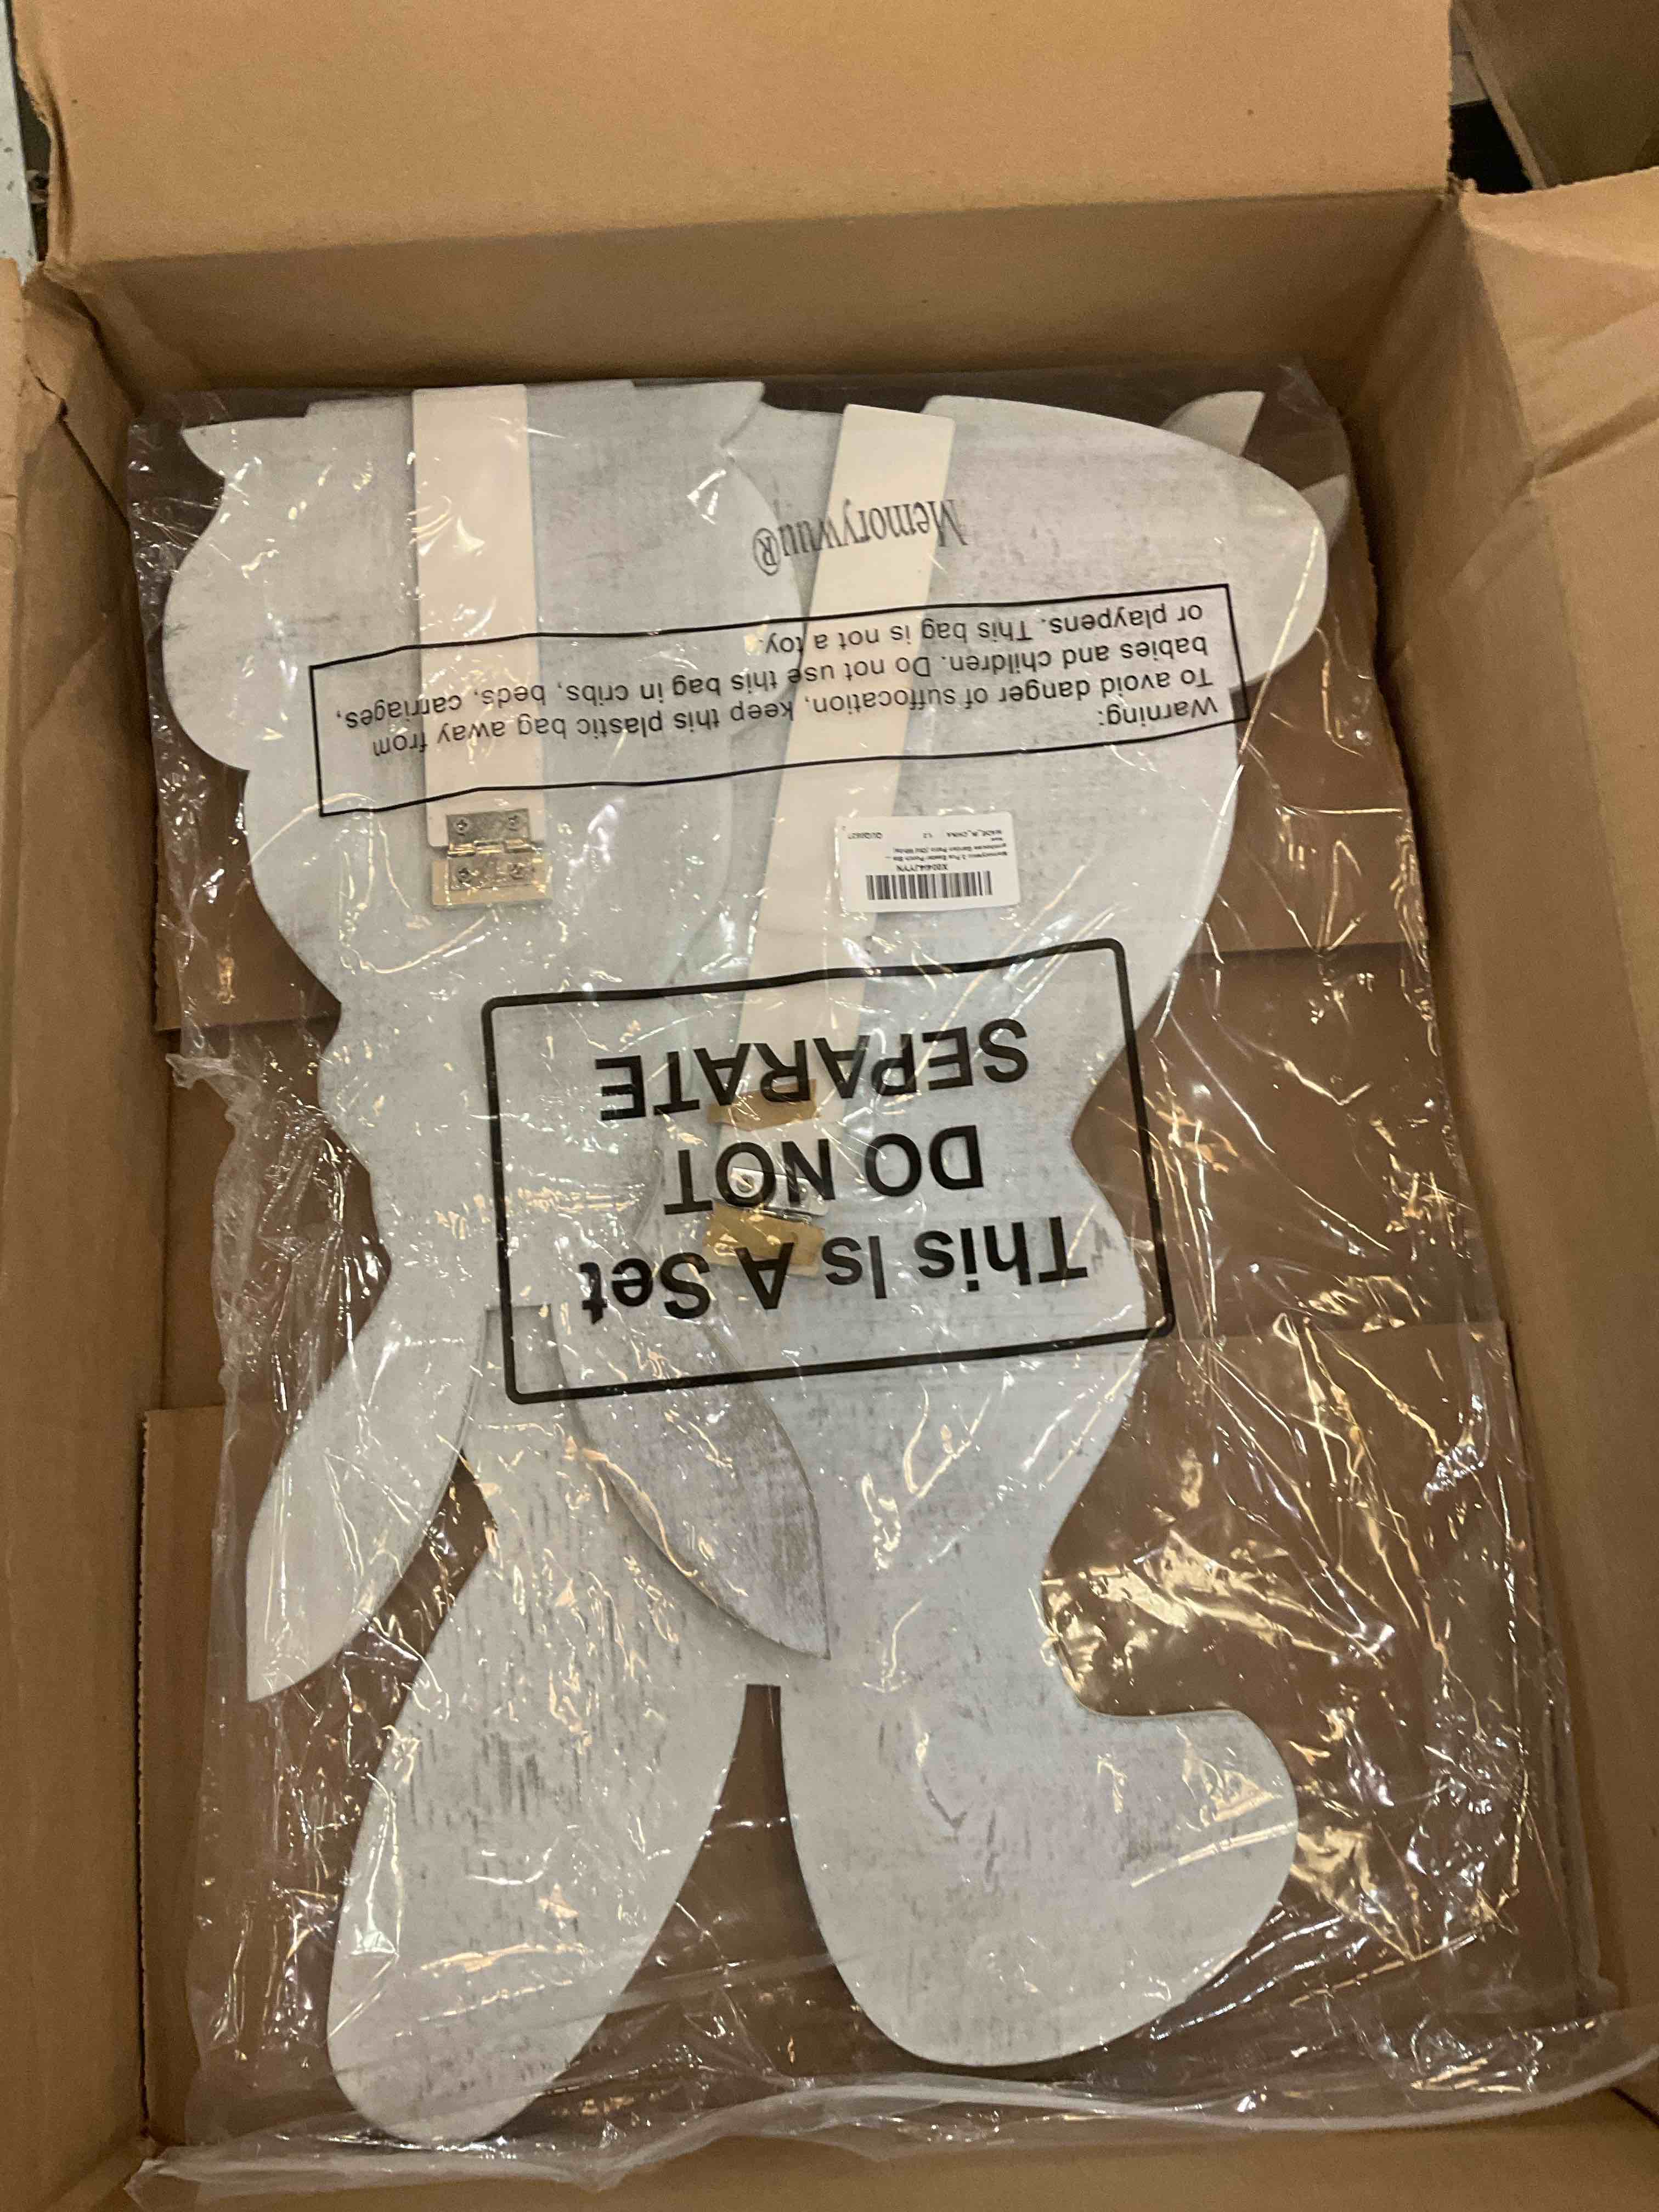 This Is A Set
DO NOT
SEPARATE
Warning:
To avoid danger of suffocation, keep this plastic bag away from
babies and children. Do not use this bag in cribs, beds, carriages,
or playpens. This bag is not a toy.
Memorywuu®